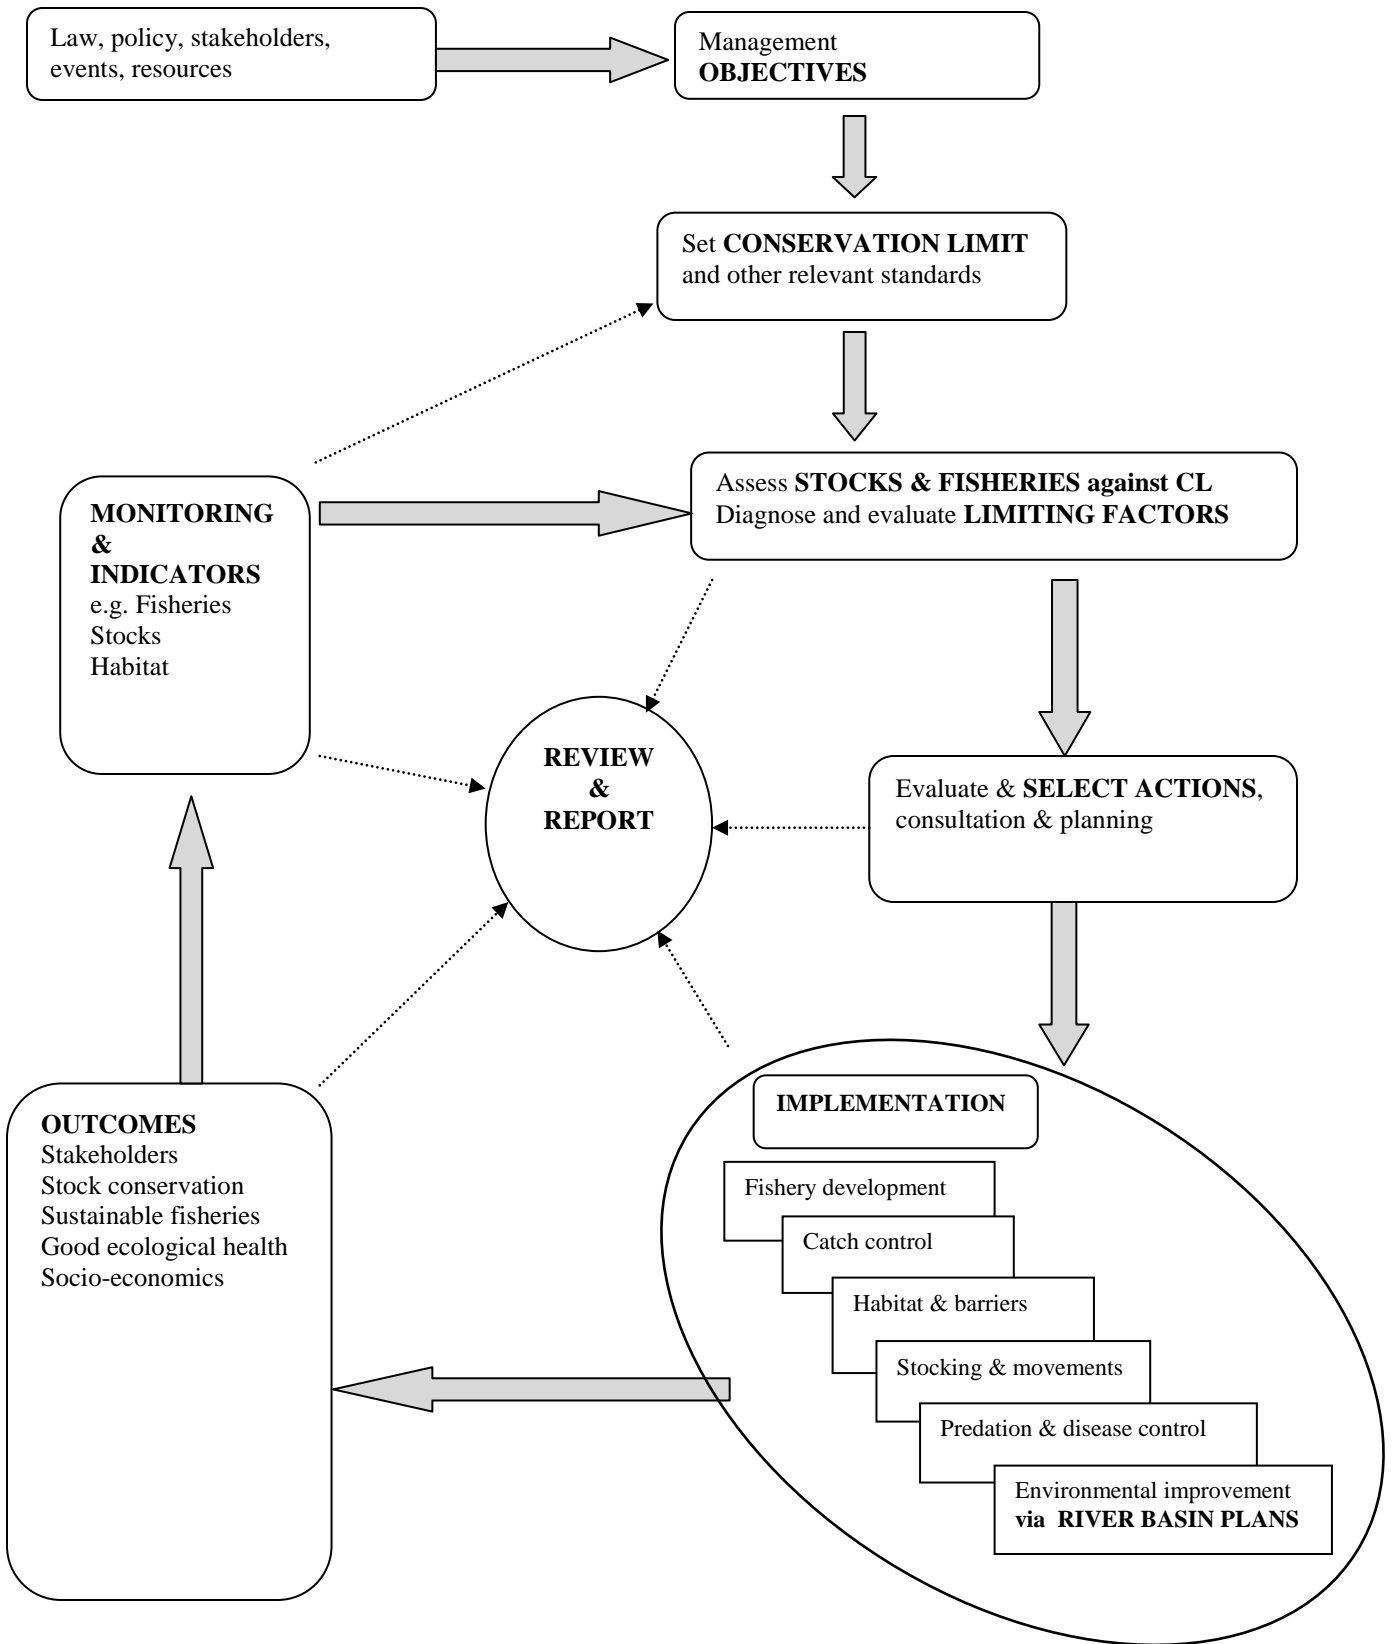 Law, policy, stakeholders,
events, resources
Management
OBJECTIVES
Set CONSERVATION LIMIT
and other relevant standards
Assess STOCKS & FISHERIES against CL
Diagnose and evaluate LIMITING FACTORS
MONITORING
&
INDICATORS
e.g. Fisheries
Stocks
Habitat
REVIEW
&
REPORT
Evaluate & SELECT ACTIONS,
consultation & planning
IMPLEMENTATION
Fishery development
Catch control
Habitat & barriers
Stocking & movements
Predation & disease control
Environmental improvement
via RIVER BASIN PLANS
OUTCOMES
Stakeholders
Stock conservation
Sustainable fisheries
Good ecological health
Socio-economics